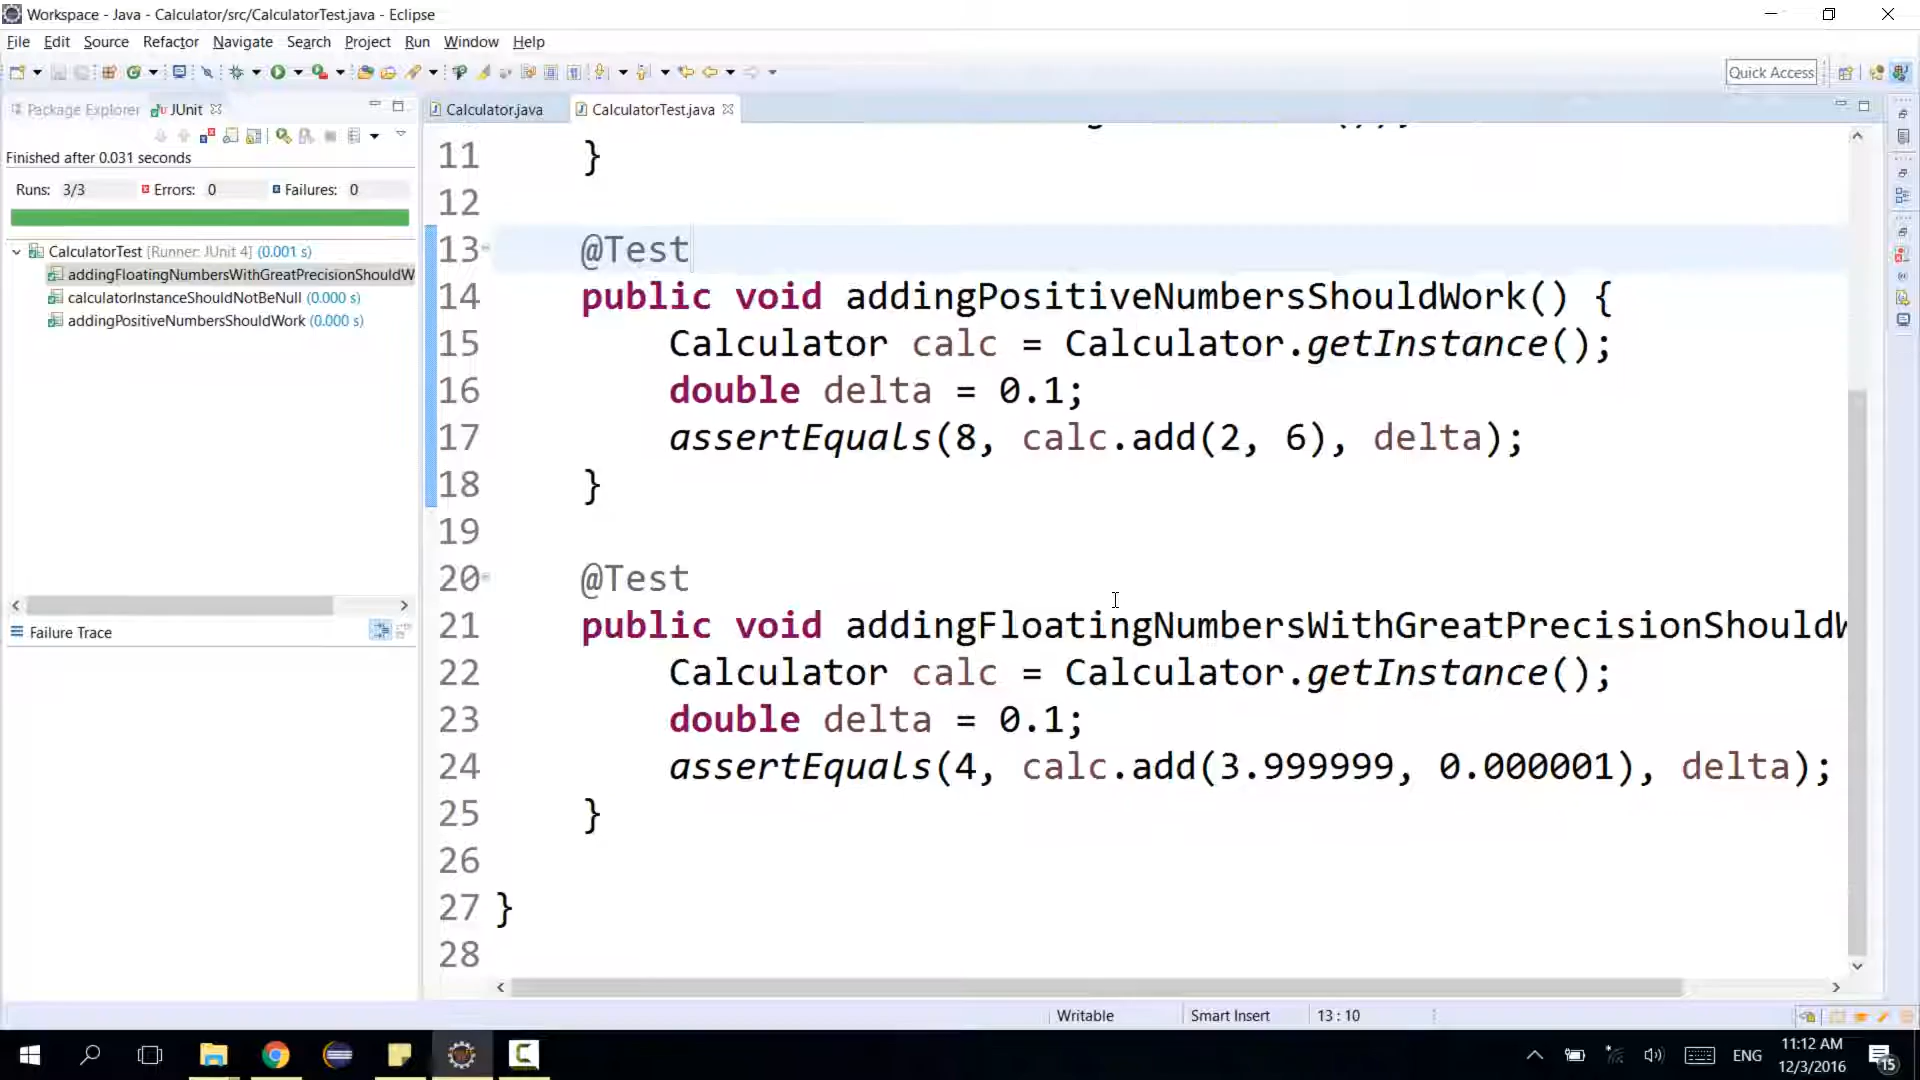 Workspace - Java - Calculator/src/CalculatorTest.java - Eclipse
File Edit Source Refactor Navigate Search Project Run Window Help
Quick Access
Package Explorer JUnit
Calculator.java CalculatorTest.java
Finished after 0.031 seconds
Runs: 3/3 Errors: 0 Failures: 0
CalculatorTest [Runner: JUnit 4] (0.001 s)
addingFloatingNumbersWithGreatPrecisionShouldW
calculatorInstanceShouldNotBeNull (0.000 s)
addingPositiveNumbersShouldWork (0.000 s)
Failure Trace
11 }
12
13 @Test
14 public void addingPositiveNumbersShouldWork() {
15 Calculator calc = Calculator.getInstance();
16 double delta = 0.1;
17 assertEquals(8, calc.add(2, 6), delta);
18 }
19
20 @Test
21 public void addingFloatingNumbersWithGreatPrecisionShouldW
22 Calculator calc = Calculator.getInstance();
23 double delta = 0.1;
24 assertEquals(4, calc.add(3.999999, 0.000001), delta);
25 }
26
27 }
28
Writable Smart Insert 13 : 10
ENG
11:12 AM
12/3/2016
15